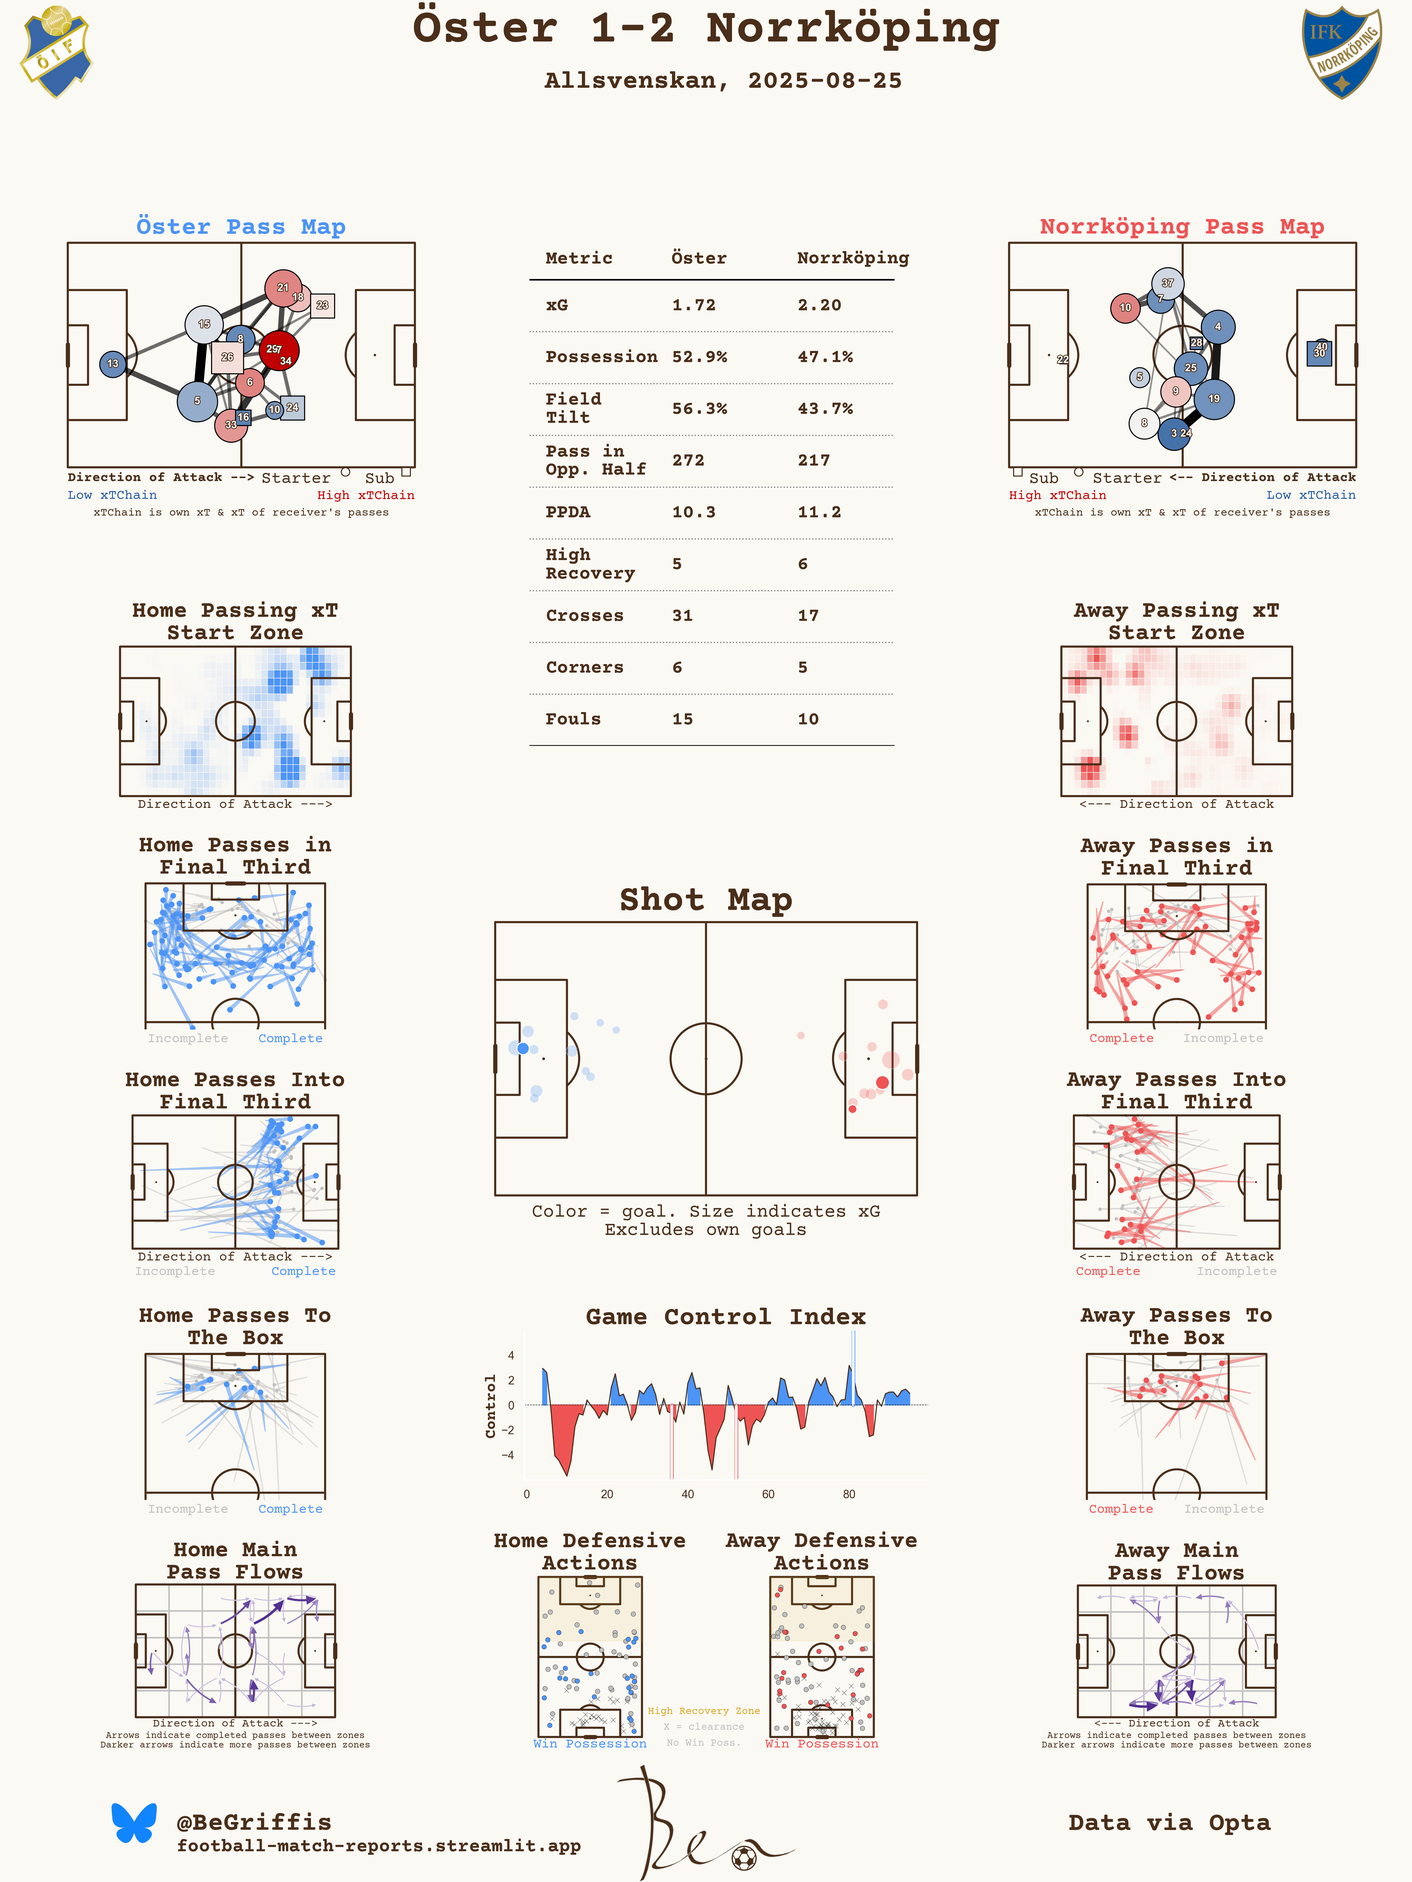 Öster 1-2 Norrköping
Allsvenskan, 2025-08-25
ÖIF
IFK
NORRKÖPING
Öster Pass Map
21
18
23
15
8
29
7
34
26
13
6
5
16
10
24
33
Direction of Attack --> Starter Sub
Low xTChain High xTChain
xTChain is own xT & xT of receiver's passes
Metric Öster Norrköping
xG 1.72 2.20
Possession 52.9% 47.1%
Field
Tilt 56.3% 43.7%
Pass in
Opp. Half 272 217
PPDA 10.3 11.2
High
Recovery 5 6
Crosses 31 17
Corners 6 5
Fouls 15 10
Norrköping Pass Map
37
7
10
4
28
40
30
22
25
5
9
19
8
3
24
Sub Starter <-- Direction of Attack
High xTChain Low xTChain
xTChain is own xT & xT of receiver's passes
Home Passing xT
Start Zone
Direction of Attack --->
Away Passing xT
Start Zone
<--- Direction of Attack
Home Passes in
Final Third
Incomplete Complete
Shot Map
Color = goal. Size indicates xG
Excludes own goals
Away Passes in
Final Third
Complete Incomplete
Home Passes Into
Final Third
Direction of Attack --->
Incomplete Complete
Away Passes Into
Final Third
<--- Direction of Attack
Complete Incomplete
Home Passes To
The Box
Incomplete Complete
Game Control Index
Control
4
2
0
−2
−4
0 20 40 60 80
Away Passes To
The Box
Complete Incomplete
Home Main
Pass Flows
Direction of Attack --->
Arrows indicate completed passes between zones
Darker arrows indicate more passes between zones
Home Defensive
Actions
Win Possession
Away Defensive
Actions
Win Possession
High Recovery Zone
X = clearance
No Win Poss.
Away Main
Pass Flows
<--- Direction of Attack
Arrows indicate completed passes between zones
Darker arrows indicate more passes between zones
@BeGriffis
football-match-reports.streamlit.app
Ben
Data via Opta